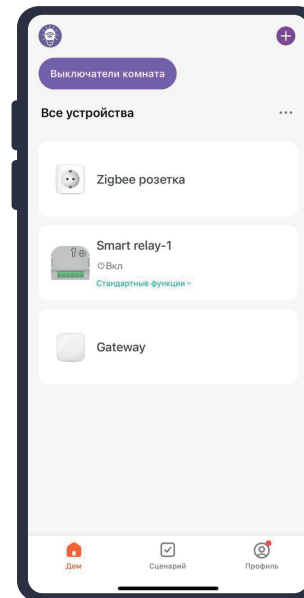 Выключатели комната
Все устройства
Zigbee розетка
Smart relay-1
Вкл
Стандартные функции
Gateway
Дом
Сценарий
Профиль